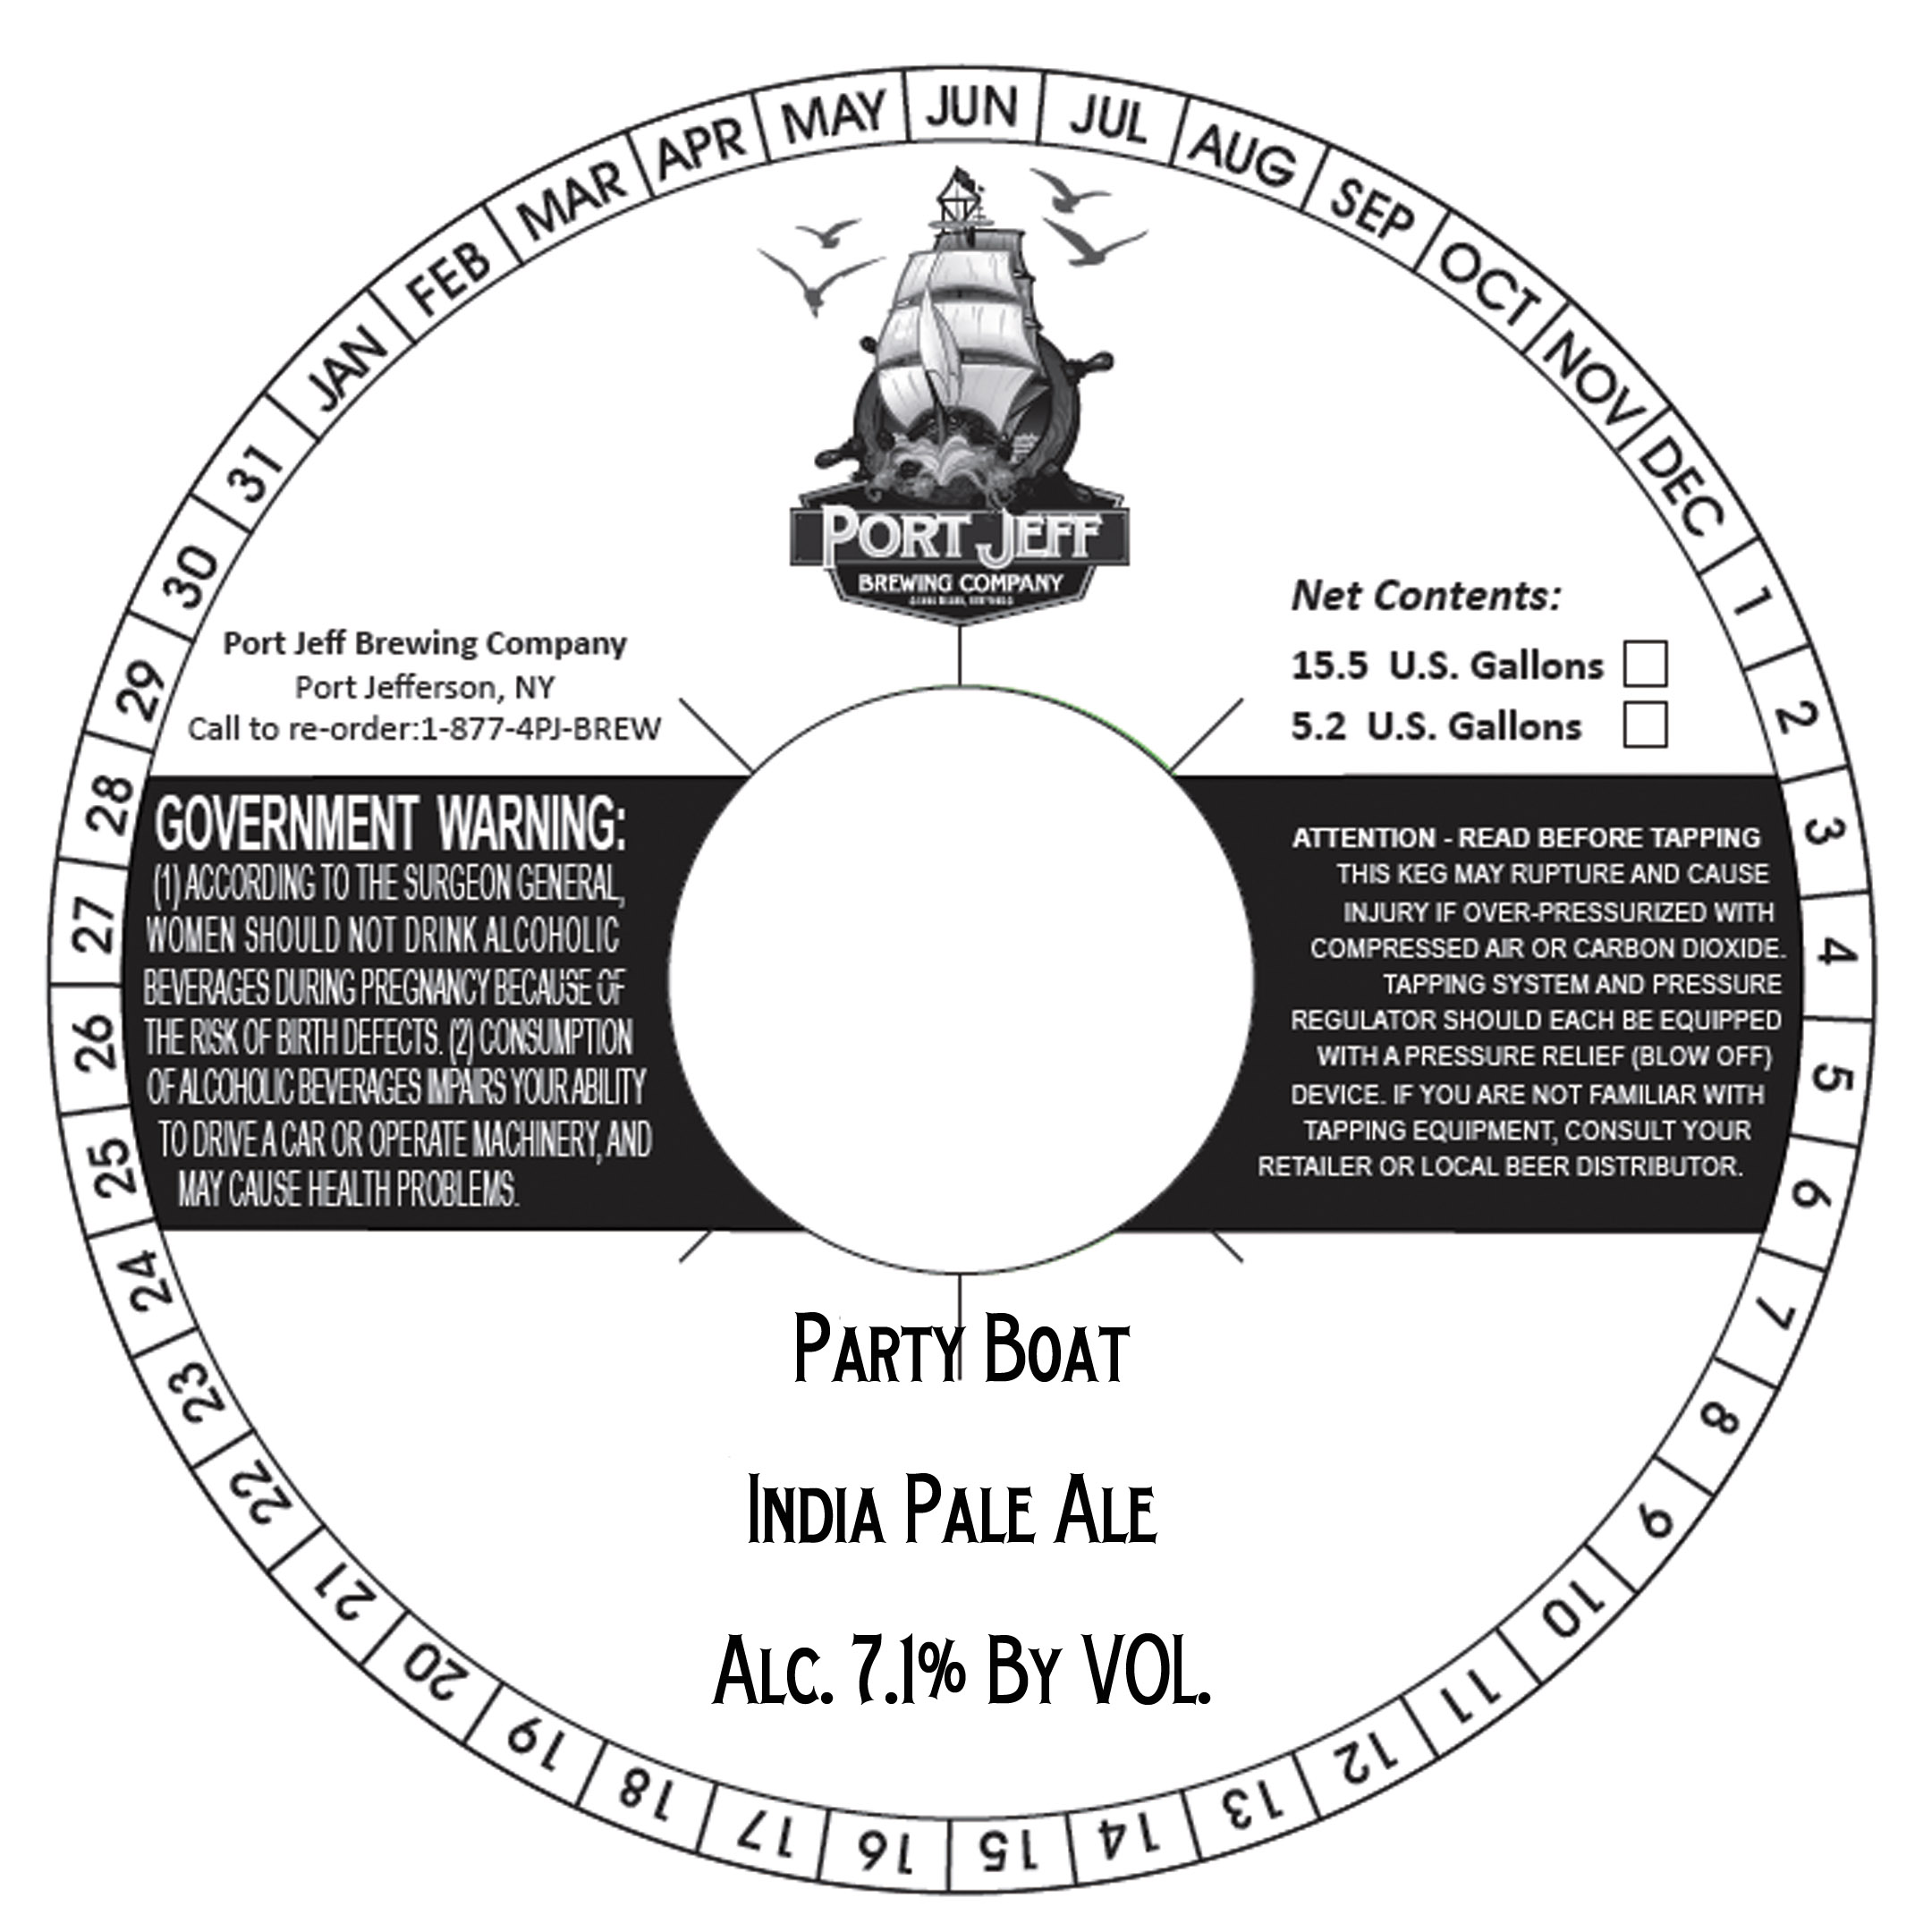 JAN
FEB
MAR
APR
MAY
JUN
JUL
AUG
SEP
OCT
NOV
DEC
1
2
3
4
5
6
7
8
9
10
11
12
13
14
15
16
17
18
19
20
21
22
23
24
25
26
27
28
29
30
31
PORT JEFF
BREWING COMPANY
Port Jeff Brewing Company
Port Jefferson, NY
Call to re-order:1-877-4PJ-BREW
Net Contents:
15.5 U.S. Gallons
5.2 U.S. Gallons
GOVERNMENT WARNING:
(1) ACCORDING TO THE SURGEON GENERAL,
WOMEN SHOULD NOT DRINK ALCOHOLIC
BEVERAGES DURING PREGNANCY BECAUSE OF
THE RISK OF BIRTH DEFECTS. (2) CONSUMPTION
OF ALCOHOLIC BEVERAGES IMPAIRS YOUR ABILITY
TO DRIVE A CAR OR OPERATE MACHINERY, AND
MAY CAUSE HEALTH PROBLEMS.
ATTENTION - READ BEFORE TAPPING
THIS KEG MAY RUPTURE AND CAUSE
INJURY IF OVER-PRESSURIZED WITH
COMPRESSED AIR OR CARBON DIOXIDE.
TAPPING SYSTEM AND PRESSURE
REGULATOR SHOULD EACH BE EQUIPPED
WITH A PRESSURE RELIEF (BLOW OFF)
DEVICE. IF YOU ARE NOT FAMILIAR WITH
TAPPING EQUIPMENT, CONSULT YOUR
RETAILER OR LOCAL BEER DISTRIBUTOR.
PARTY BOAT
INDIA PALE ALE
ALC. 7.1% BY VOL.